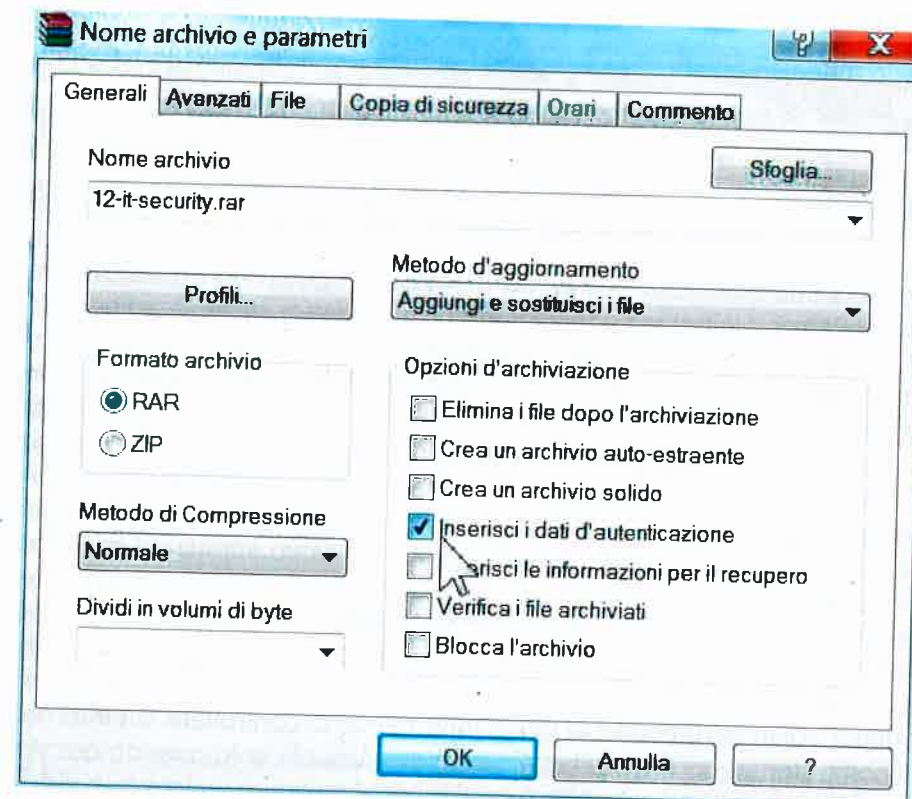 Nome archivio e parametri
Generali Avanzati File Copia di sicurezza Orari Commento
Nome archivio
Sfoglia...
12-it-security.rar
Metodo d'aggiornamento
Profili...
Aggiungi e sostituisci i file
Formato archivio
RAR
ZIP
Metodo di Compressione
Normale
Dividi in volumi di byte
Opzioni d'archiviazione
Elimina i file dopo l'archiviazione
Crea un archivio auto-estraente
Crea un archivio solido
Inserisci i dati d'autenticazione
le informazioni per il recupero
Verifica i file archiviati
Blocca l'archivio
OK Annulla ?